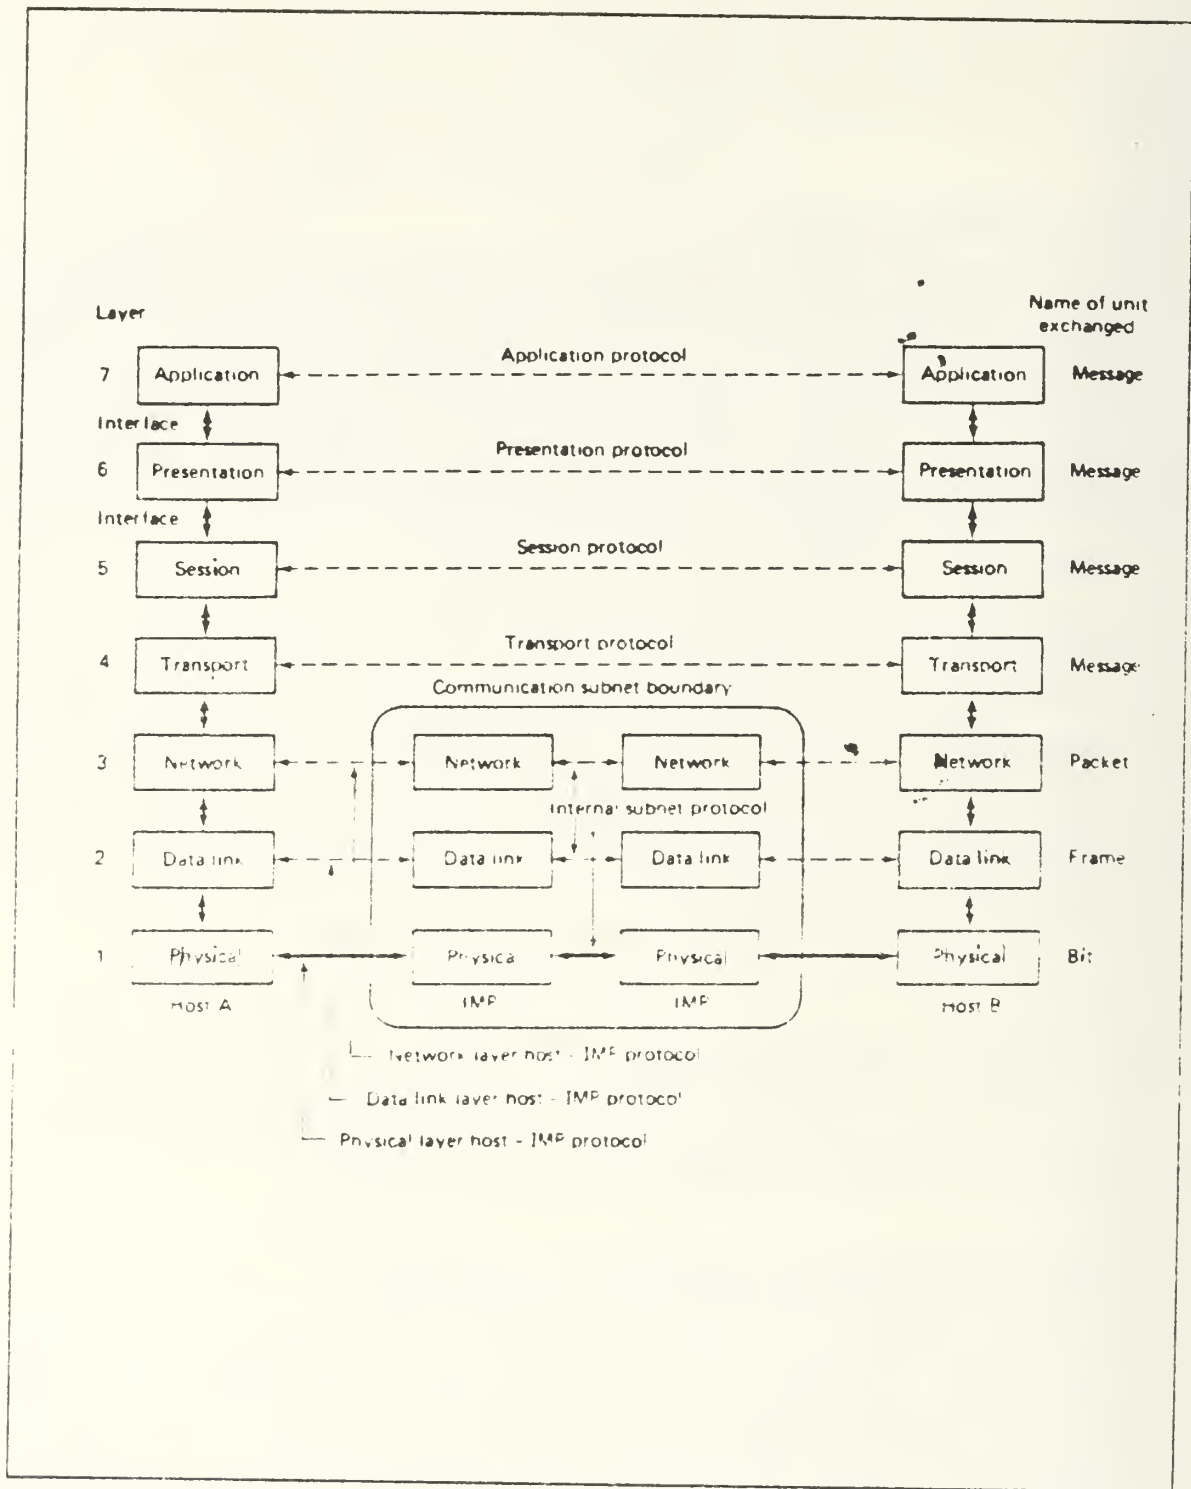 Layer
Name of unit
exchanged
Application protocol
7 Application Application Message
Interface
Presentation protocol
6 Presentation Presentation Message
Interface
Session protocol
5 Session Session Message
Transport protocol
4 Transport Transport Message
Communication subnet boundary
3 Network Network Network Network Packet
Internal subnet protocol
2 Data link Data link Data link Data link Frame
1 Physical Physical Physical Physical Bit
Host A IMP IMP Host B
Network layer host - IMP protocol
Data link layer host - IMP protocol
Physical layer host - IMP protocol